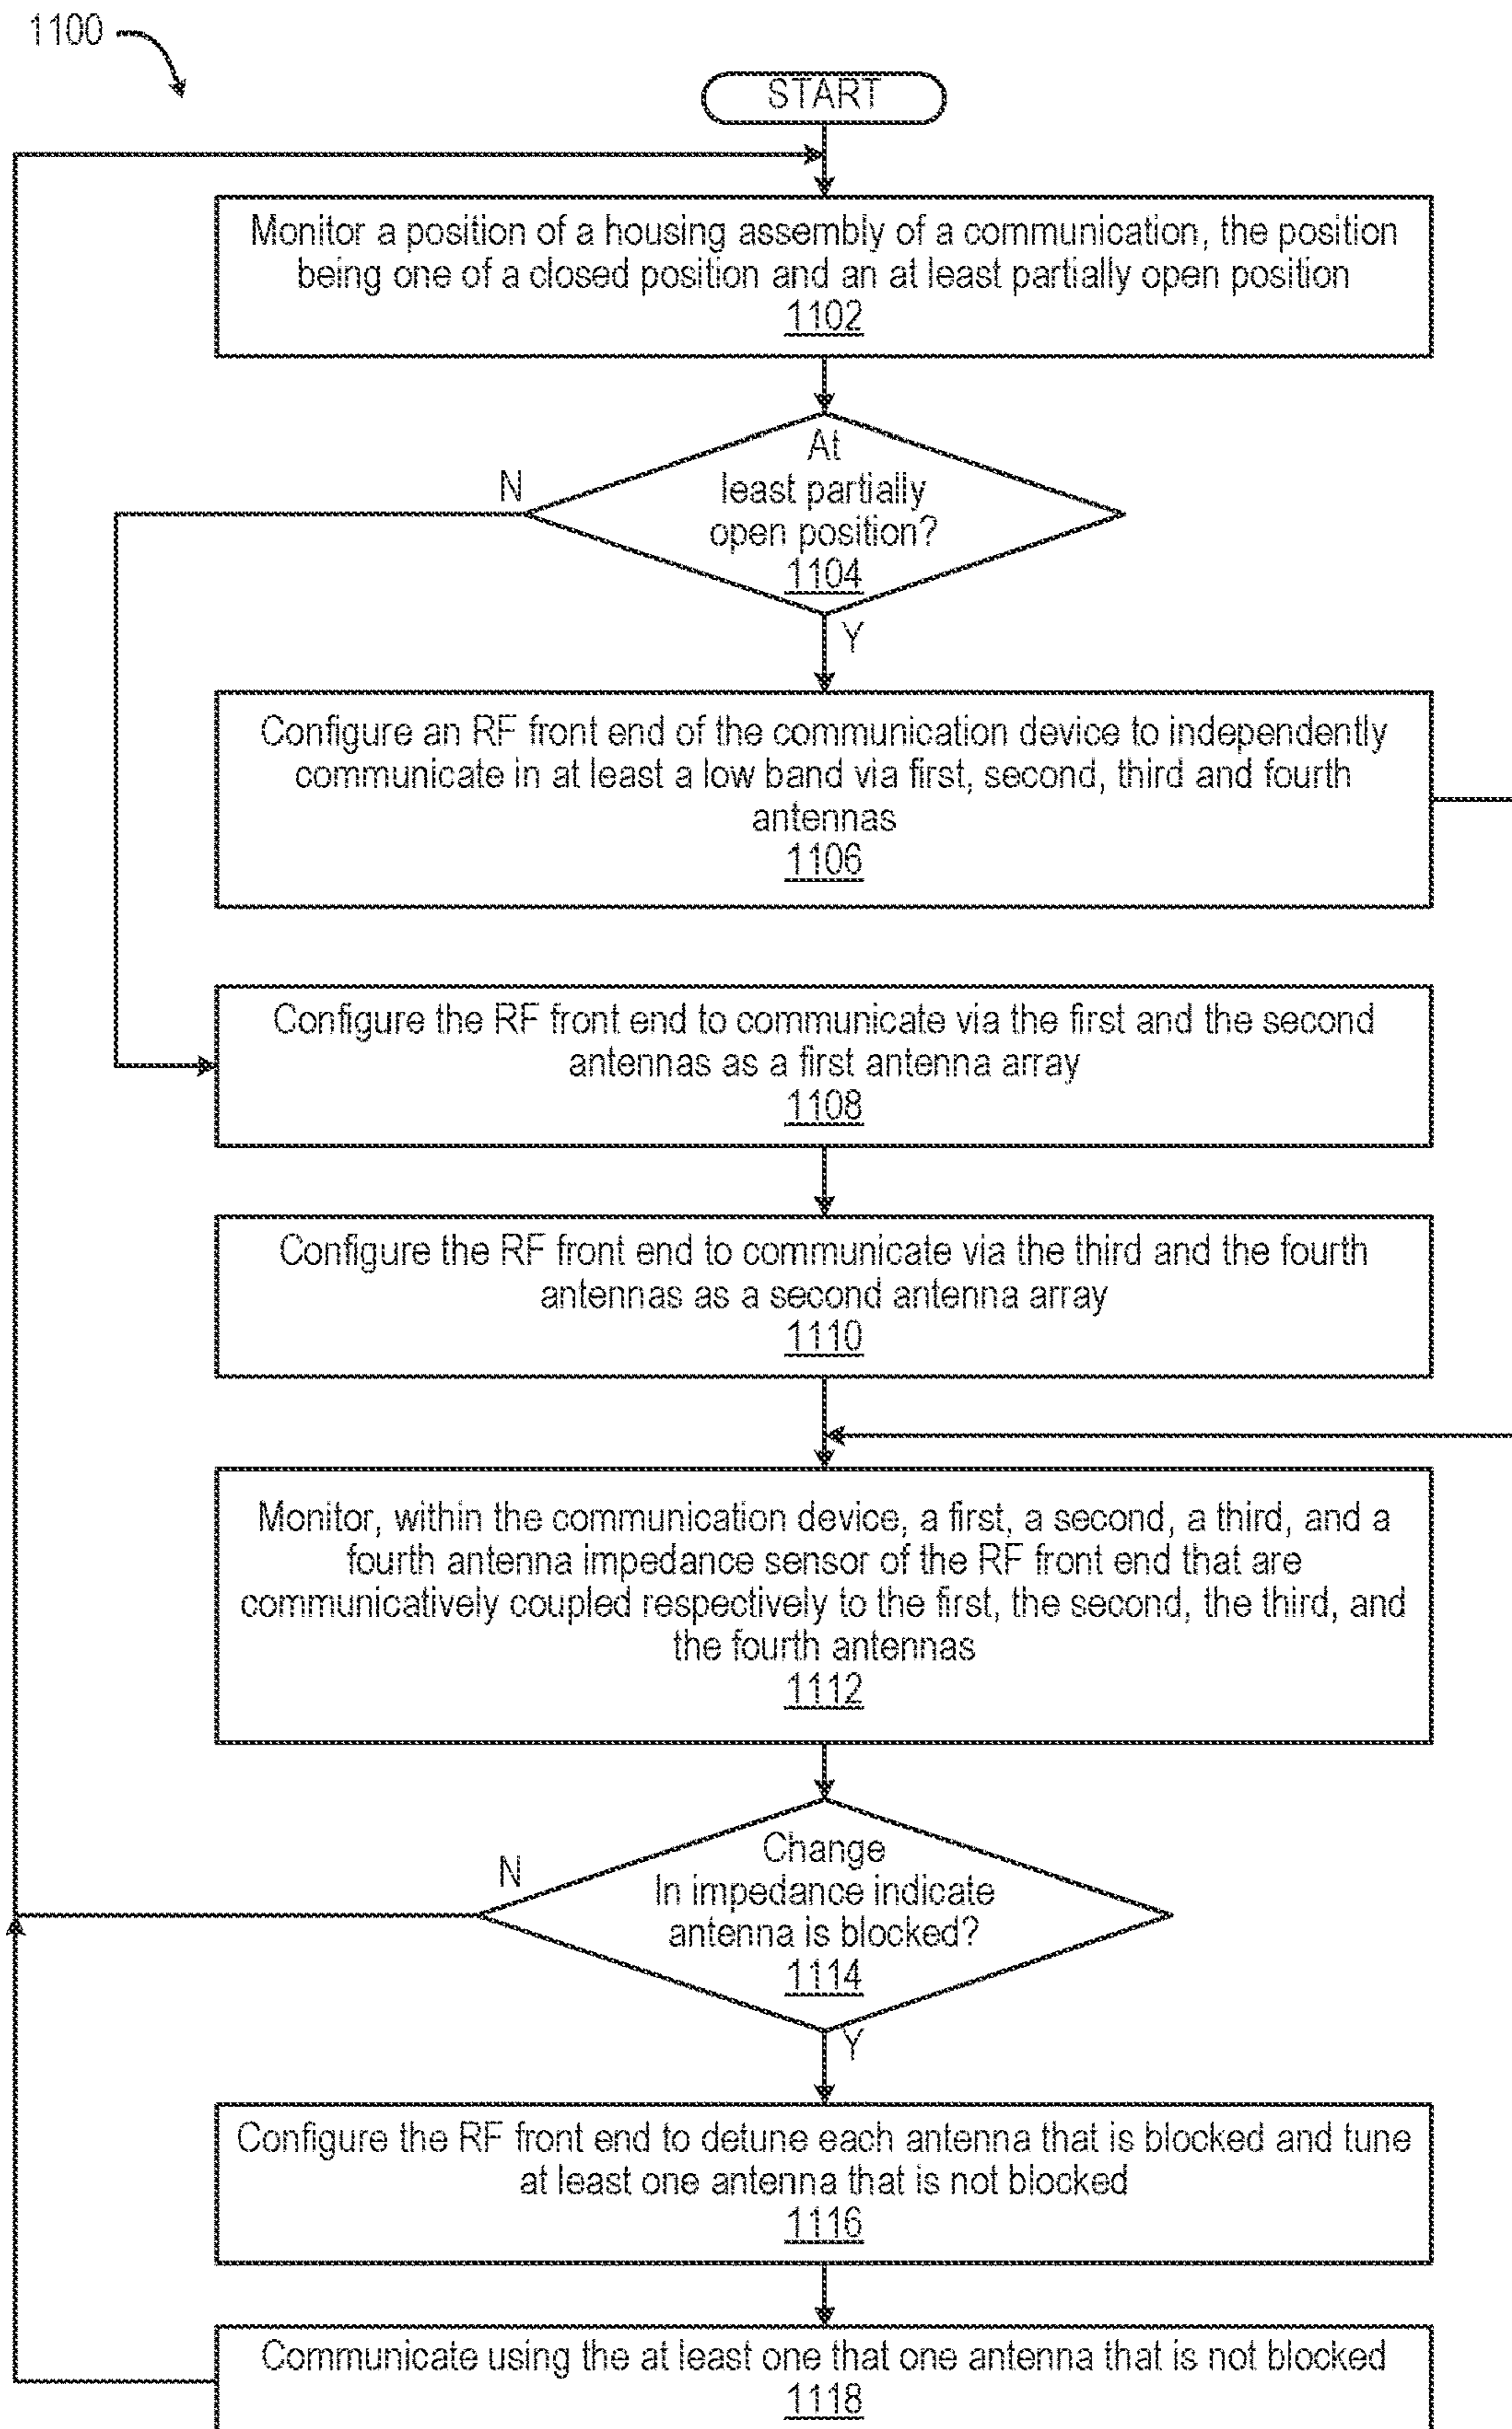 1100
START
Monitor a position of a housing assembly of a communication, the position
being one of a closed position and an at least partially open position
1102
At
least partially
open position?
1104
N
Y
Configure an RF front end of the communication device to independently
communicate in at least a low band via first, second, third and fourth
antennas
1106
Configure the RF front end to communicate via the first and the second
antennas as a first antenna array
1108
Configure the RF front end to communicate via the third and the fourth
antennas as a second antenna array
1110
Monitor, within the communication device, a first, a second, a third, and a
fourth antenna impedance sensor of the RF front end that are
communicatively coupled respectively to the first, the second, the third, and
the fourth antennas
1112
Change
In impedance indicate
antenna is blocked?
1114
N
Y
Configure the RF front end to detune each antenna that is blocked and tune
at least one antenna that is not blocked
1116
Communicate using the at least one that one antenna that is not blocked
1118